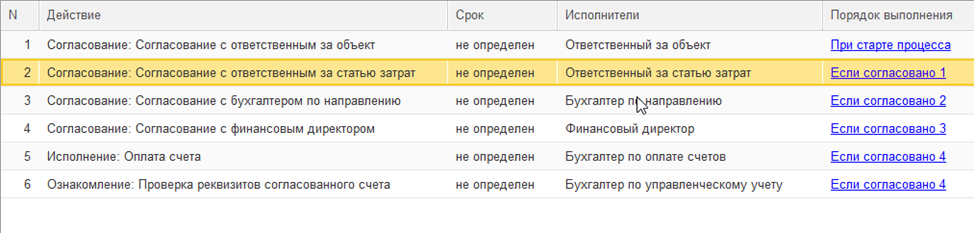 N Действие Срок Исполнители Порядок выполнения
1 Согласование: Согласование с ответственным за объект не определен Ответственный за объект При старте процесса
2 Согласование: Согласование с ответственным за статью затрат не определен Ответственный за статью затрат Если согласовано 1
3 Согласование: Согласование с бухгалтером по направлению не определен Бухгалтер по направлению Если согласовано 2
4 Согласование: Согласование с финансовым директором не определен Финансовый директор Если согласовано 3
5 Исполнение: Оплата счета не определен Бухгалтер по оплате счетов Если согласовано 4
6 Ознакомление: Проверка реквизитов согласованного счета не определен Бухгалтер по управленческому учету Если согласовано 4